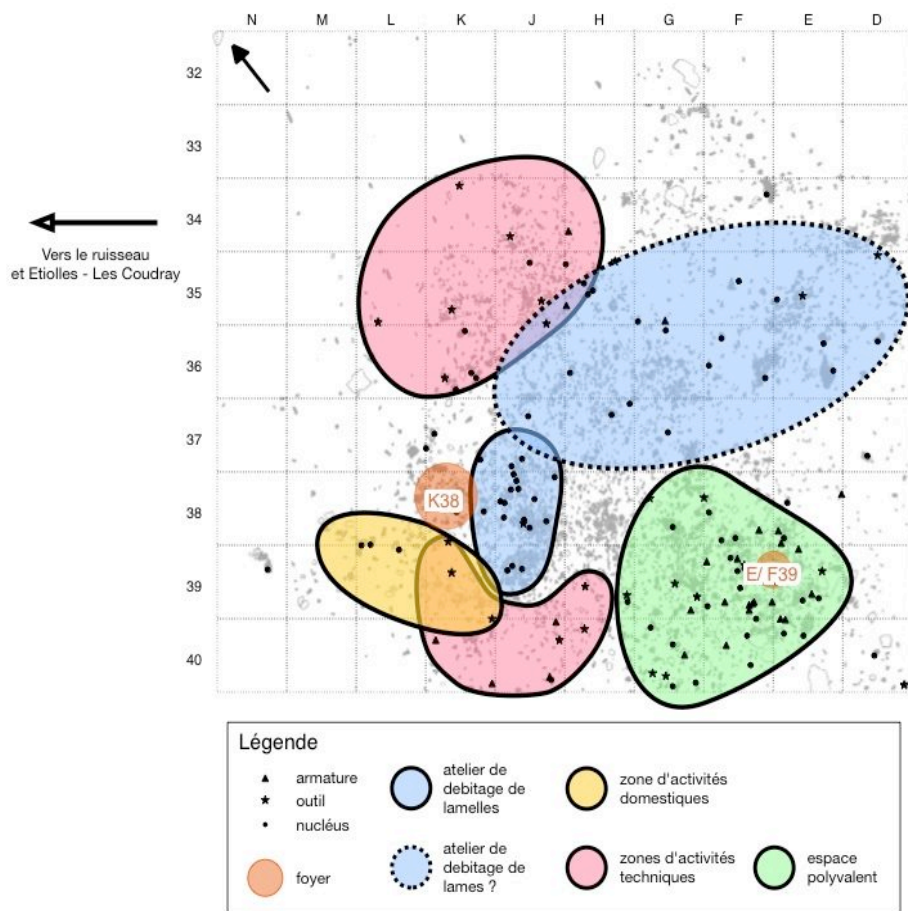 N M L K J H G F E D
32
33
34
Vers le ruisseau
et Etiolles - Les Coudray
35
36
37
K38
38
E/ F39
39
40
Légende
armature
outil
nucléus
foyer
atelier de
debitage de
lamelles
atelier de
debitage de
lames ?
zone d'activités
domestiques
zones d'activités
techniques
espace
polyvalent